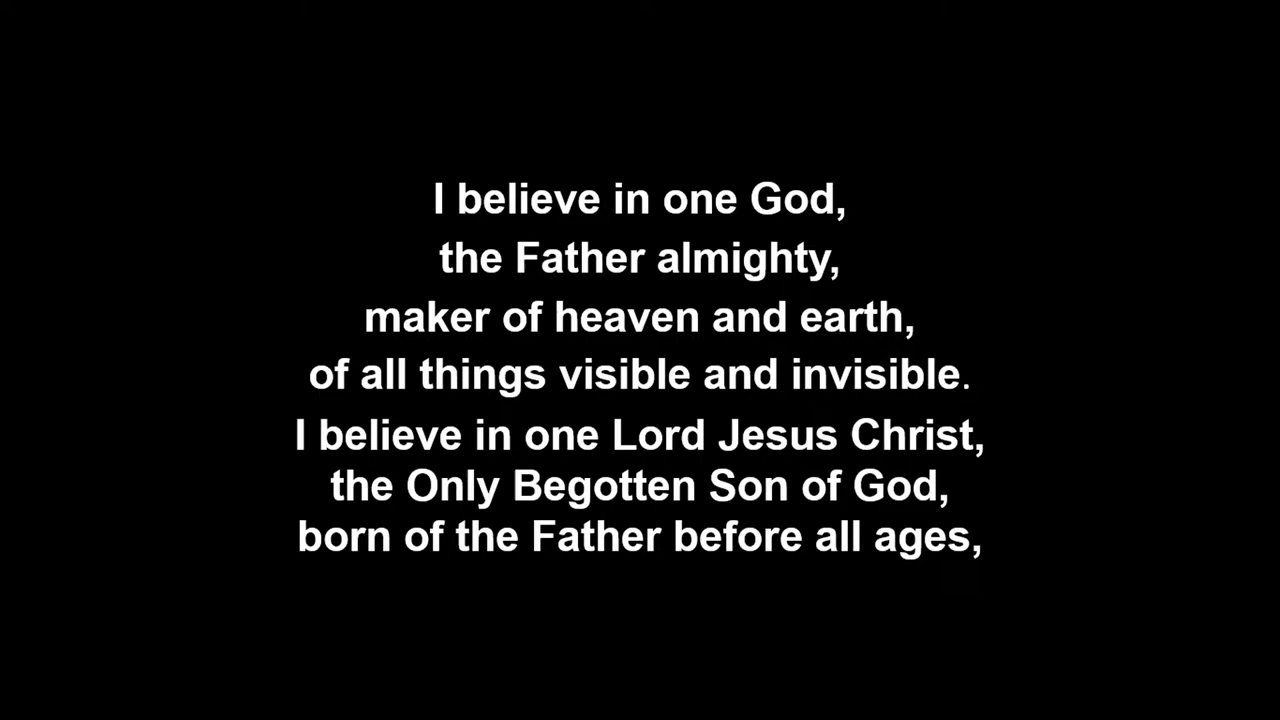 I believe in one God,
the Father almighty,
maker of heaven and earth,
of all things visible and invisible.
I believe in one Lord Jesus Christ,
the Only Begotten Son of God,
born of the Father before all ages,